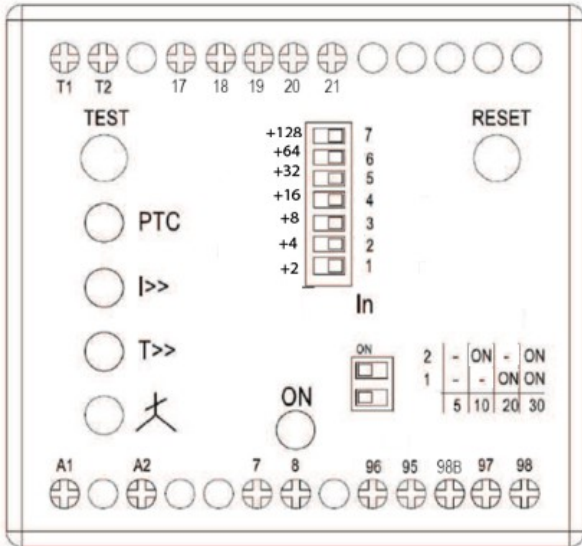 T1 T2 17 18 19 20 21
TEST RESET
+128 7
+64 6
+32 5
+16 4
PTC +8 3
+4 2
+2 1
I>>
In
T>>
ON 2 - ON - ON
1 - - ON ON
5 10 20 30
ON
A1 A2 7 8 96 95 98B 97 98